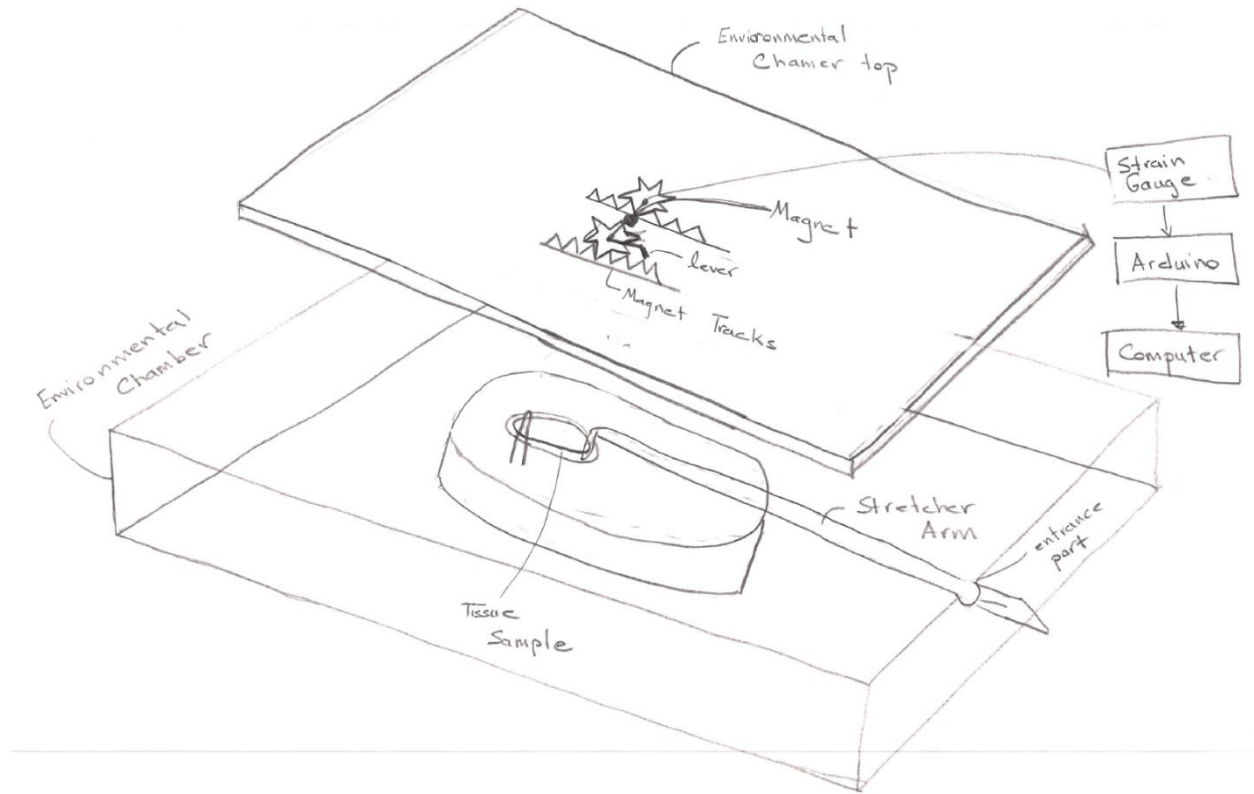 Environmental
Chamer top
Strain
Gauge
Magnet
lever
Magnet Tracks
Arduino
Computer
Environmental
Chamber
Stretcher
Arm
entrance
part
Tissue
Sample